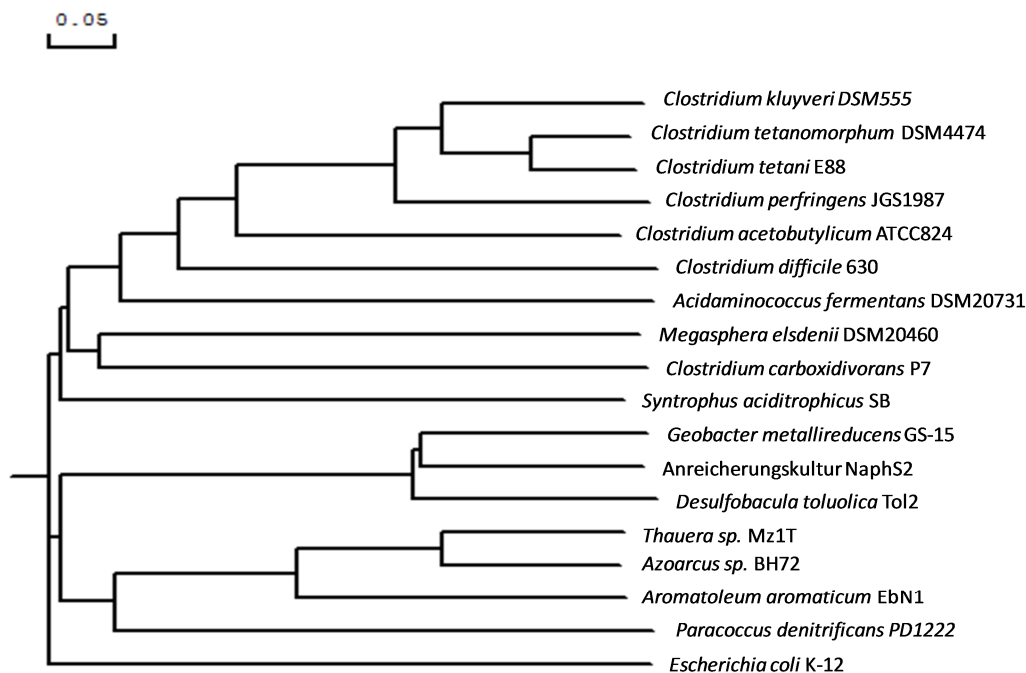 0.05
Clostridium kluyveri DSM555
Clostridium tetanomorphum DSM4474
Clostridium tetani E88
Clostridium perfringens JGS1987
Clostridium acetobutylicum ATCC824
Clostridium difficile 630
Acidaminococcus fermentans DSM20731
Megasphera elsdenii DSM20460
Clostridium carboxidivorans P7
Syntrophus aciditrophicus SB
Geobacter metallireducens GS-15
Anreicherungskultur NaphS2
Desulfobacula toluolica Tol2
Thauera sp. Mz1T
Azoarcus sp. BH72
Aromatoleum aromaticum EbN1
Paracoccus denitrificans PD1222
Escherichia coli K-12